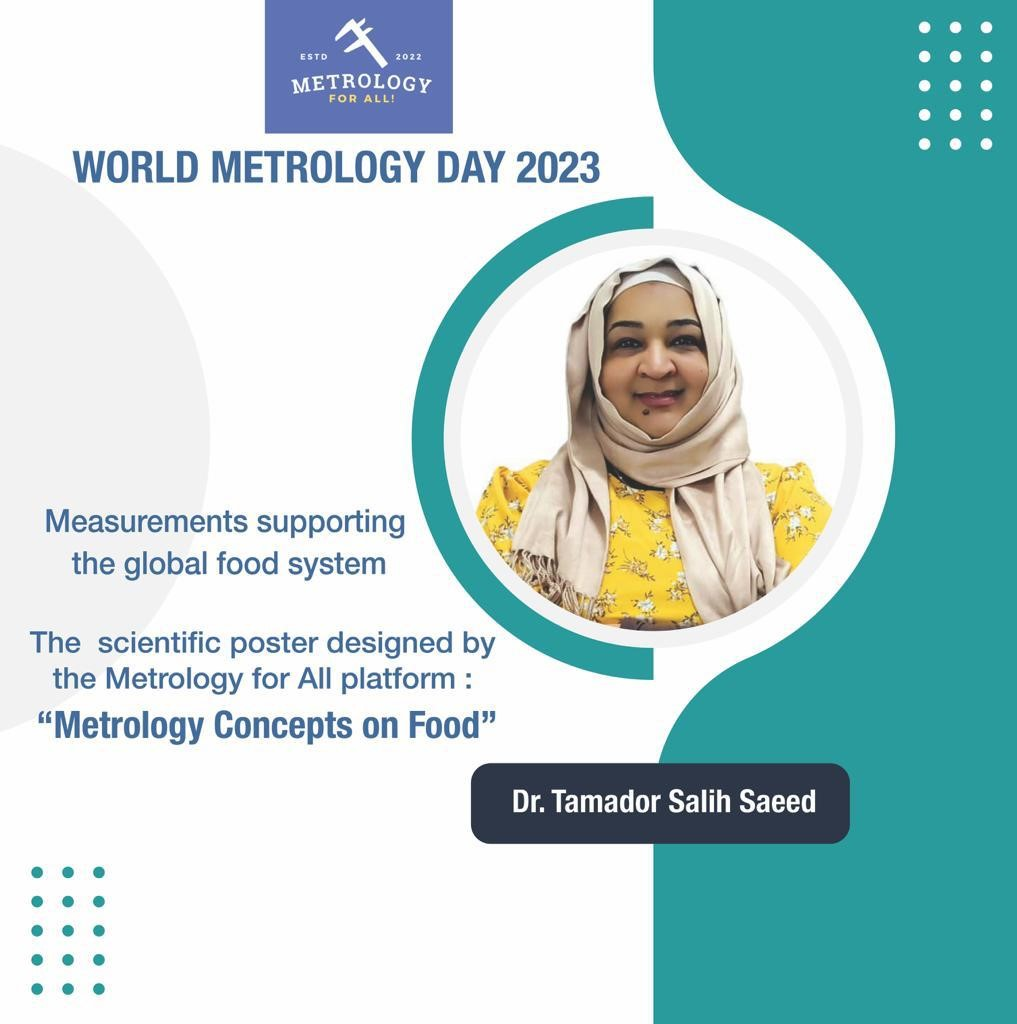 ESTD 2022
METROLOGY
FOR ALL!
WORLD METROLOGY DAY 2023
Measurements supporting
the global food system
The scientific poster designed by
the Metrology for All platform :
“Metrology Concepts on Food”
Dr. Tamador Salih Saeed